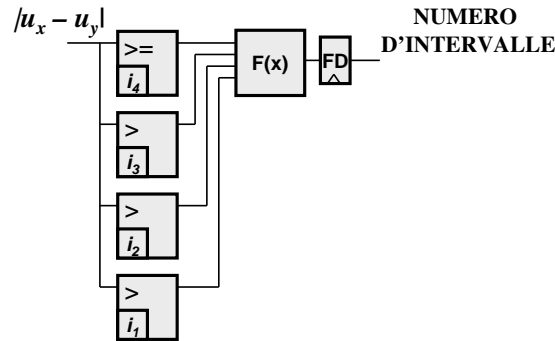 |u_x − u_y|
NUMERO
D'INTERVALLE
>=
i_4
F(x)
FD
>
i_3
>
i_2
>
i_1